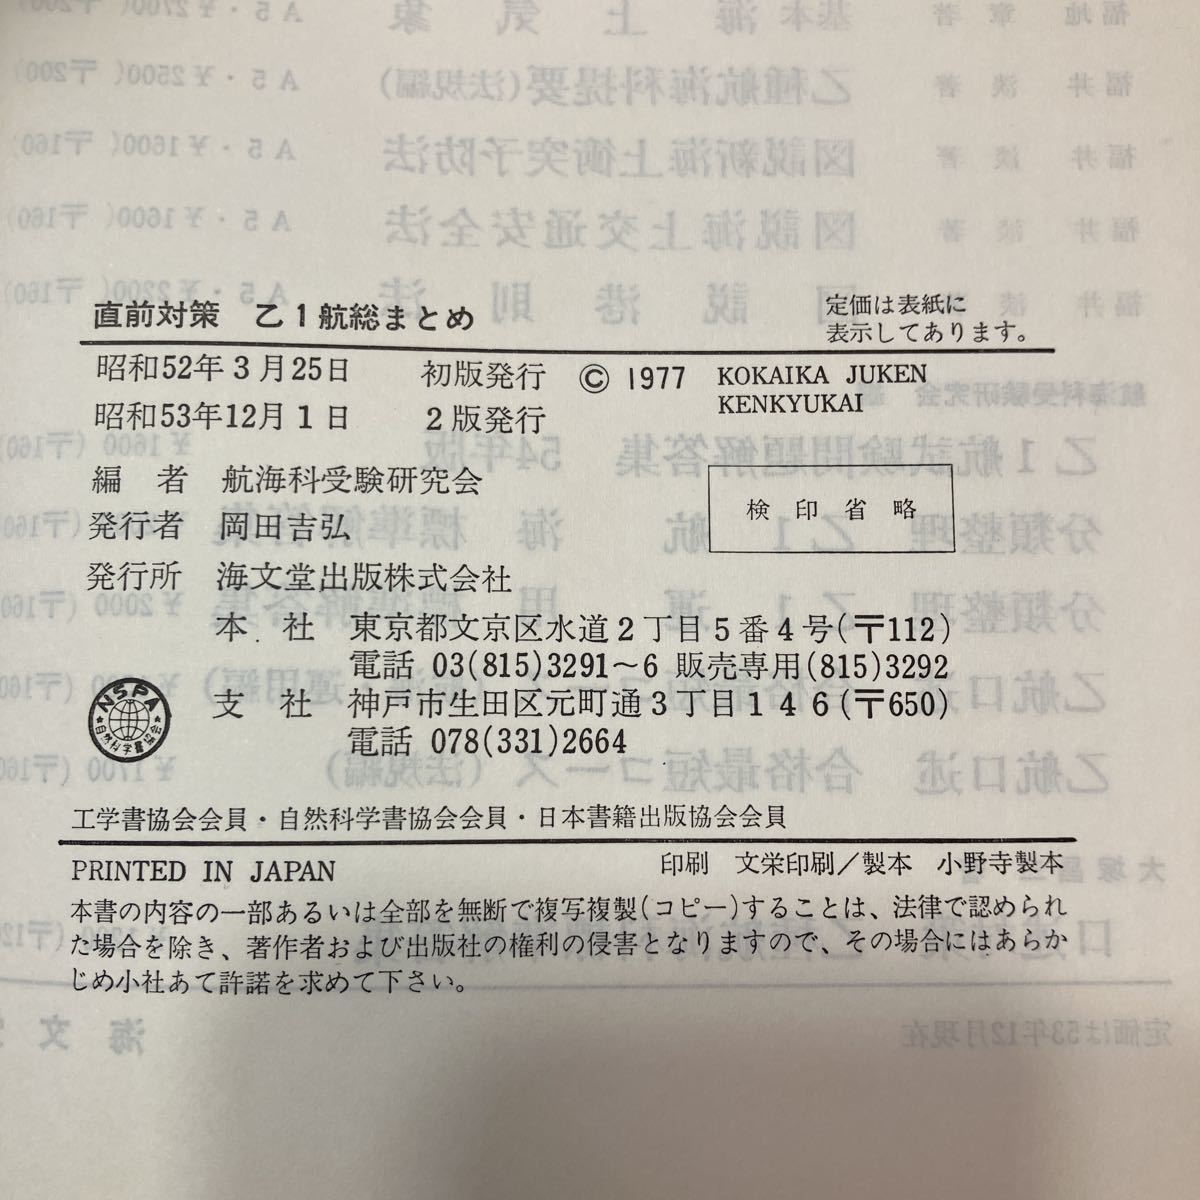 直前対策 乙1航総まとめ
定価は表紙に
表示してあります。
昭和52年3月25日 初版発行
昭和53年12月1日 2版発行
© 1977 KOKAIKA JUKEN
KENKYUKAI
編者 航海科受験研究会
検印省略
発行者 岡田吉弘
発行所 海文堂出版株式会社
本社 東京都文京区水道2丁目5番4号(〒112)
電話 03(815)3291〜6 販売専用(815)3292
支社 神戸市生田区元町通3丁目146(〒650)
電話 078(331)2664
NSPA
自然科学書協会
工学書協会会員・自然科学書協会会員・日本書籍出版協会会員
PRINTED IN JAPAN
印刷 文栄印刷/製本 小野寺製本
本書の内容の一部あるいは全部を無断で複写複製(コピー)することは、法律で認められ
た場合を除き、著作者および出版社の権利の侵害となりますので、その場合にはあらか
じめ小社あて許諾を求めて下さい。